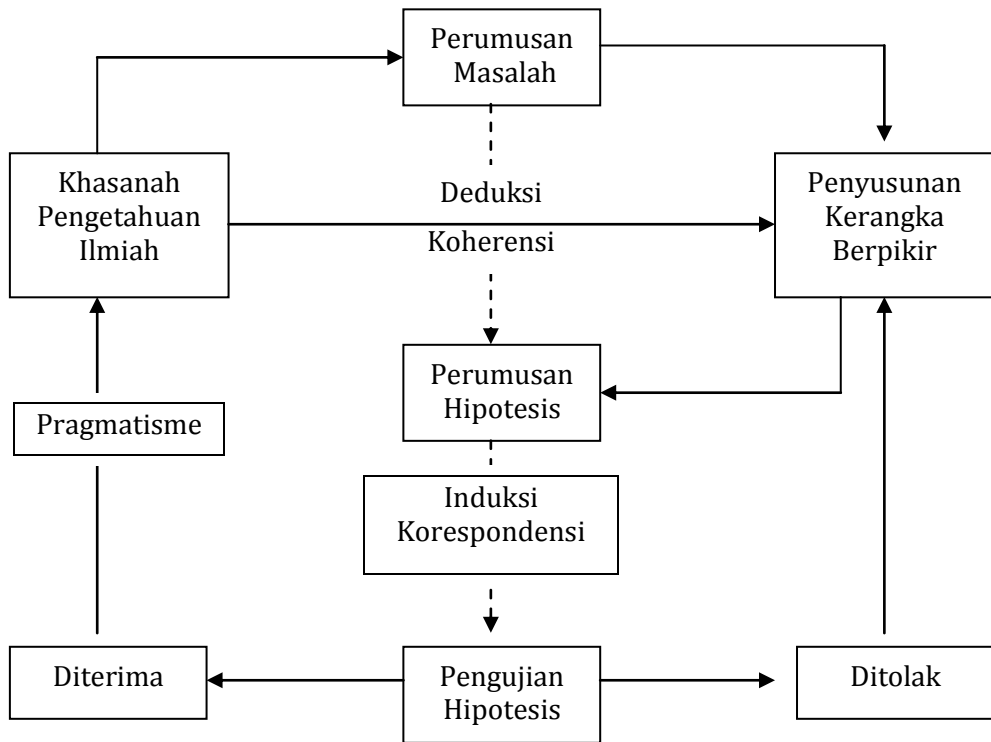 Perumusan
Masalah
Khasanah
Pengetahuan
Ilmiah
Deduksi
Koherensi
Penyusunan
Kerangka
Berpikir
Perumusan
Hipotesis
Pragmatisme
Induksi
Korespondensi
Diterima
Pengujian
Hipotesis
Ditolak